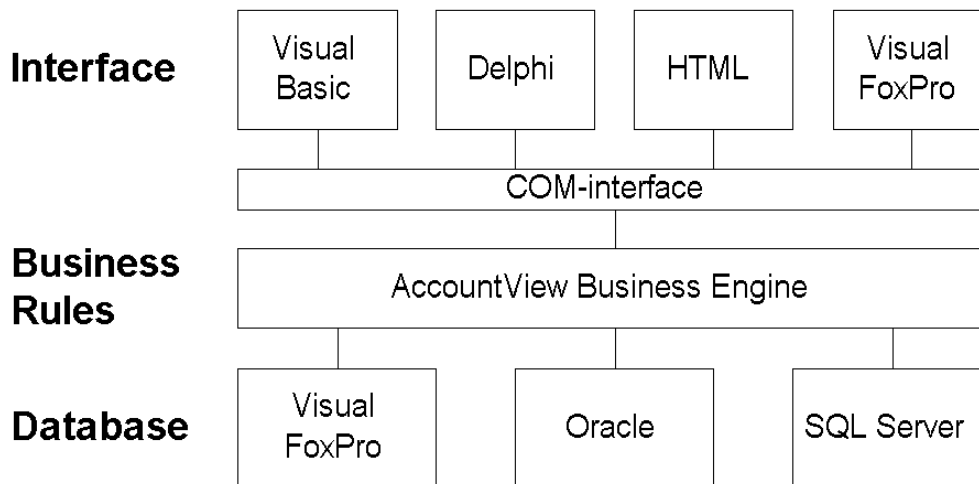 Interface
Visual
Basic
Delphi
HTML
Visual
FoxPro
COM-interface
Business
Rules
AccountView Business Engine
Database
Visual
FoxPro
Oracle
SQL Server